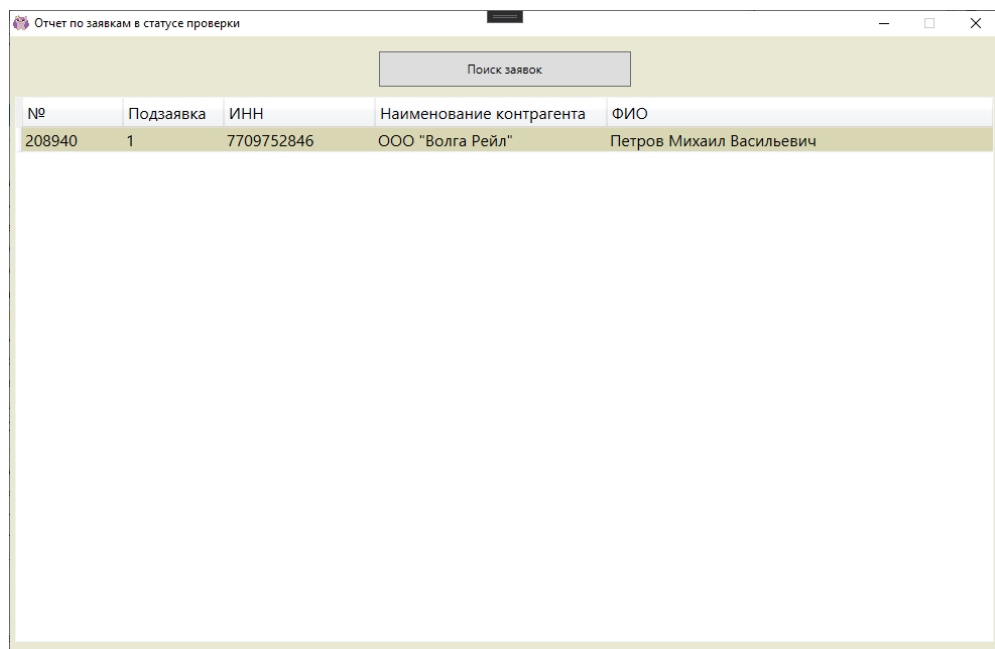 Отчет по заявкам в статусе проверки
Поиск заявок
№ Подзаявка ИНН Наименование контрагента ФИО
208940 1 7709752846 ООО "Волга Рейл" Петров Михаил Васильевич